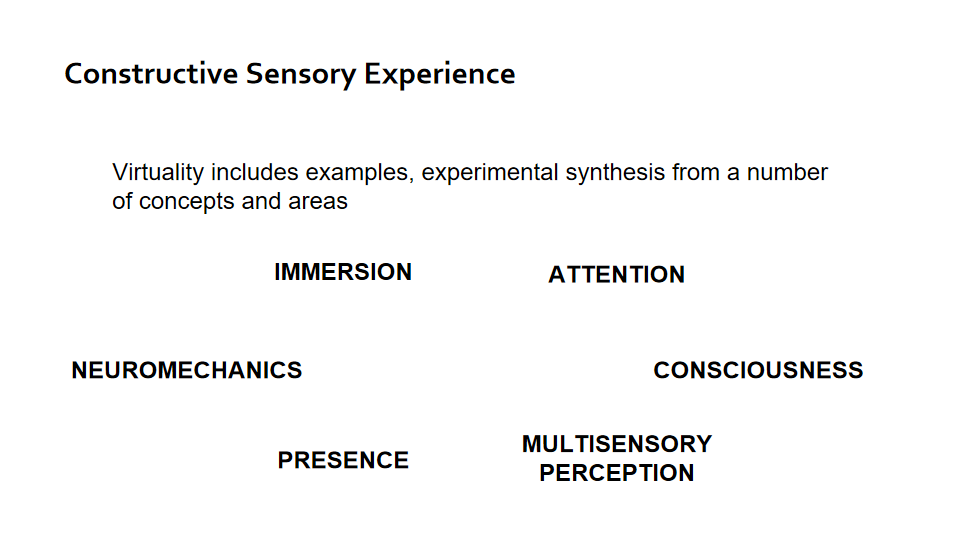 Constructive Sensory Experience
Virtuality includes examples, experimental synthesis from a number
of concepts and areas
IMMERSION
ATTENTION
NEUROMECHANICS
CONSCIOUSNESS
PRESENCE
MULTISENSORY
PERCEPTION